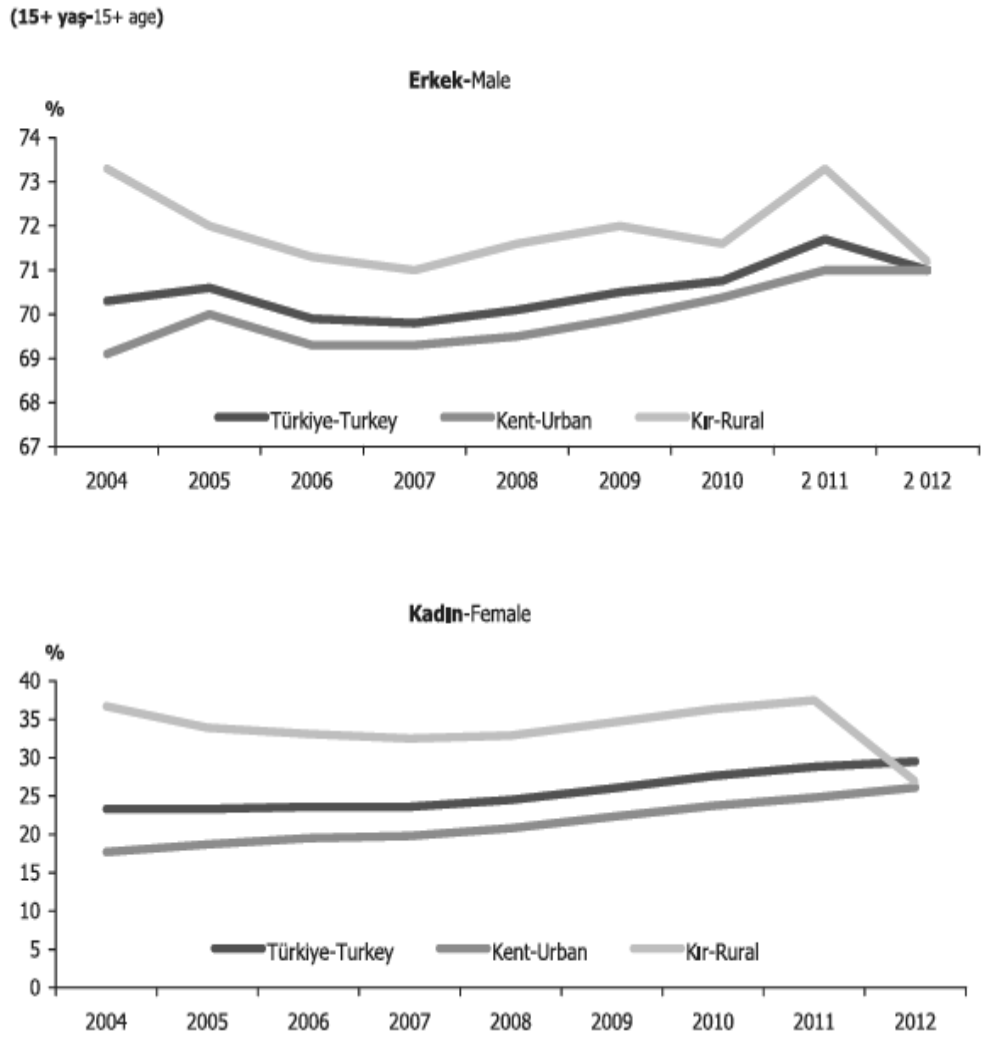 (15+ yaş-15+ age)
Erkek-Male
%
74
73
72
71
70
69
68
67
Türkiye-Turkey Kent-Urban Kır-Rural
2004 2005 2006 2007 2008 2009 2010 2 011 2 012
Kadın-Female
%
40
35
30
25
20
15
10
5
0
Türkiye-Turkey Kent-Urban Kır-Rural
2004 2005 2006 2007 2008 2009 2010 2011 2012